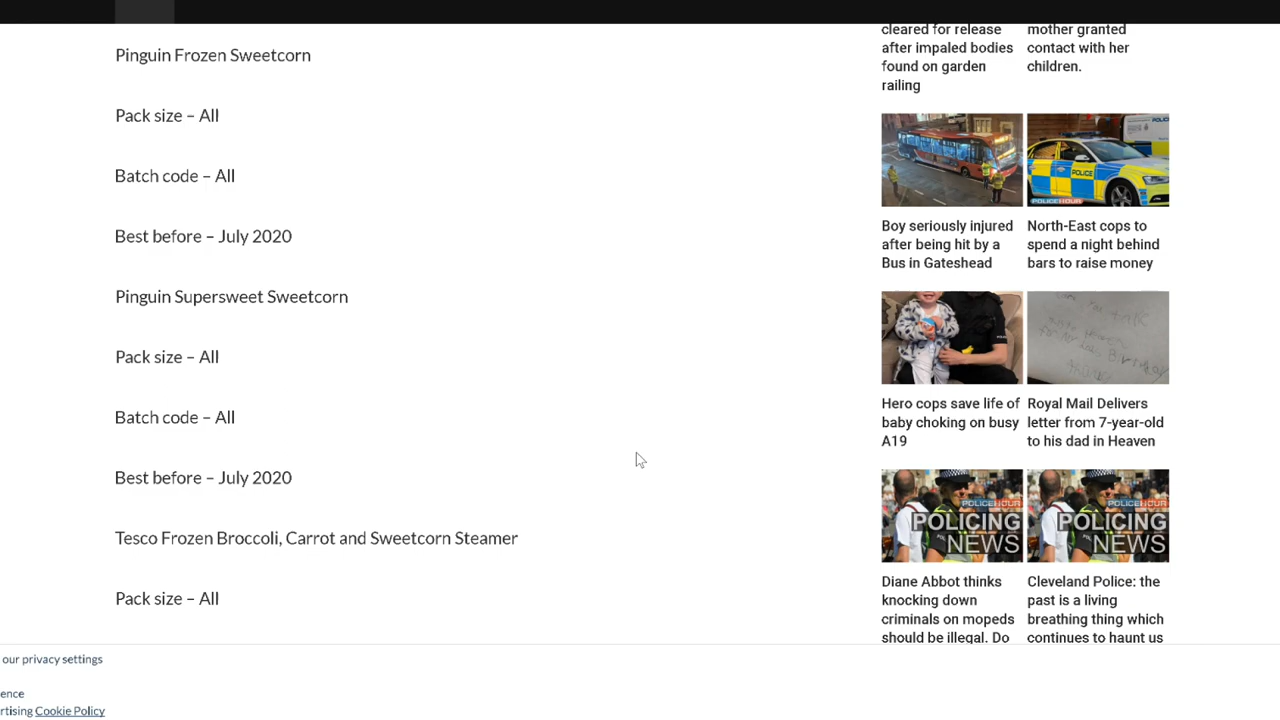 Pinguin Frozen Sweetcorn
Pack size – All
Batch code – All
Best before – July 2020
Pinguin Supersweet Sweetcorn
Pack size – All
Batch code – All
Best before – July 2020
Tesco Frozen Broccoli, Carrot and Sweetcorn Steamer
Pack size – All
cleared for release
after impaled bodies
found on garden
railing
mother granted
contact with her
children.
POLICE
POLICEHOUR
Boy seriously injured
after being hit by a
Bus in Gateshead
North-East cops to
spend a night behind
bars to raise money
Hero cops save life of
baby choking on busy
A19
Royal Mail Delivers
letter from 7-year-old
to his dad in Heaven
POLICEHOUR
POLICING
NEWS
POLICEHOUR
POLICING
NEWS
Diane Abbot thinks
knocking down
criminals on mopeds
should be illegal. Do
Cleveland Police: the
past is a living
breathing thing which
continues to haunt us
our privacy settings
ence
rtising Cookie Policy